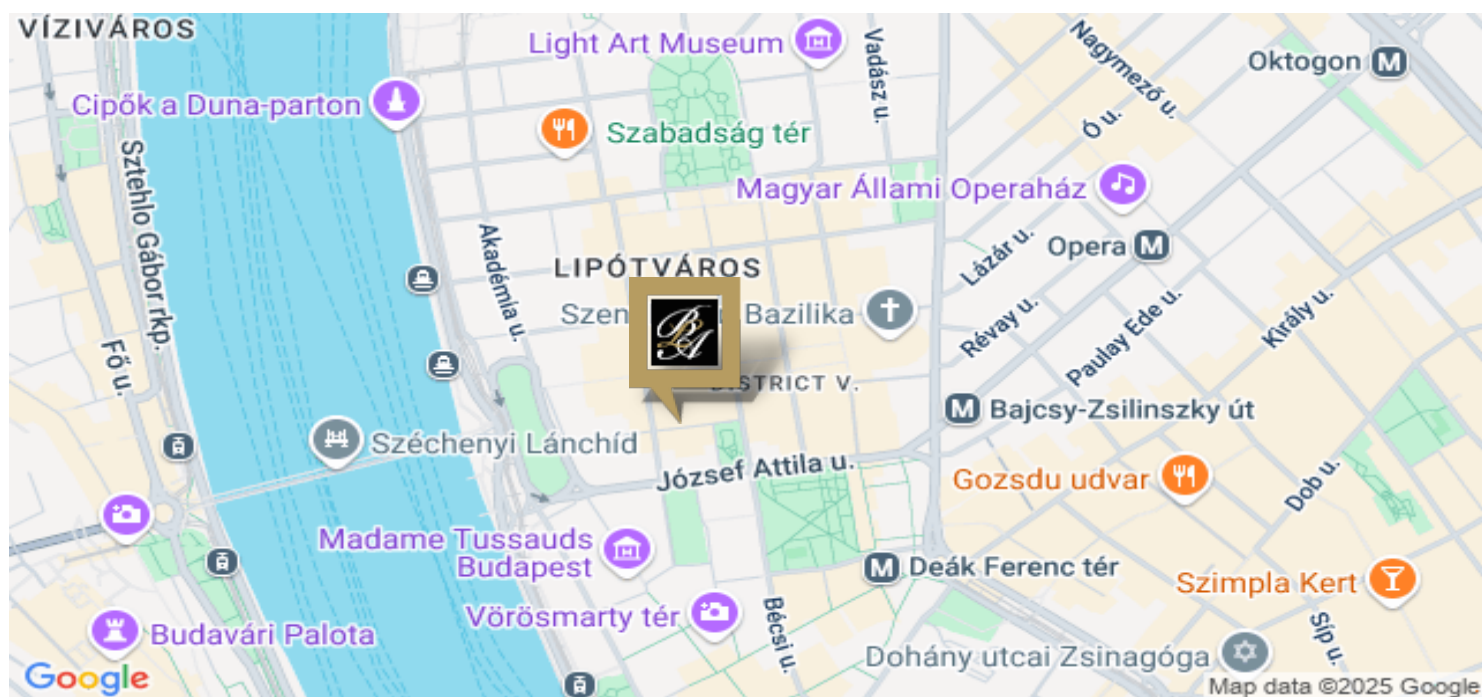 VÍZIVÁROS
Light Art Museum
Vadász u.
Nagymező u.
Oktogon M
Cipők a Duna-parton
Szabadság tér
Ó u.
Sztehlo Gábor rkp.
Magyar Állami Operaház
Akadémia u.
Lázár u.
Opera M
LIPÓTVÁROS
Bazilika
Fő u.
Révay u.
Paulay Ede u.
Király u.
DISTRICT V.
M Bajcsy-Zsilinszky út
Széchenyi Lánchíd
József Attila u.
Gozsdu udvar
Dob u.
Madame Tussauds
Budapest
M Deák Ferenc tér
Szimpla Kert
Vörösmarty tér
Bécsi u.
Síp u.
Budavári Palota
Dohány utcai Zsinagóga
Google
Map data ©2025 Google